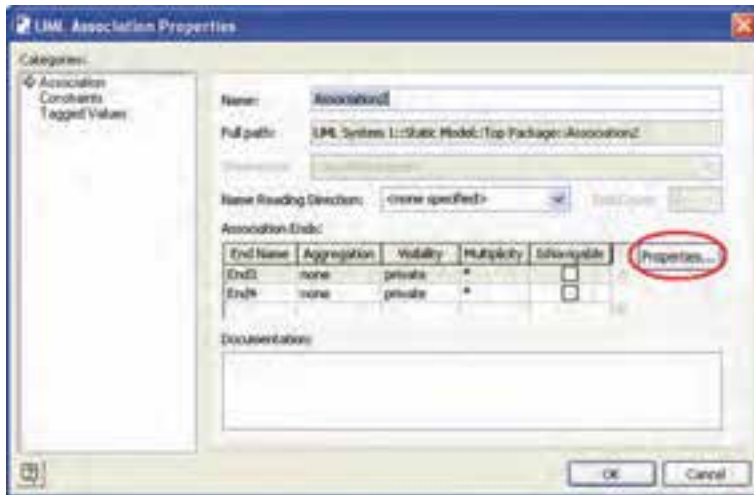 UML Association Properties
Categories:
Association
Constraints
Tagged Values
Name: Association2
Full path: UML System 1::Static Model::Top Package::Association2
Name Reading Direction: <none specified>
Association Ends:
End Name Aggregation Visibility Multiplicity IsNavigable
Properties...
none private *
none private *
Documentation:
OK Cancel